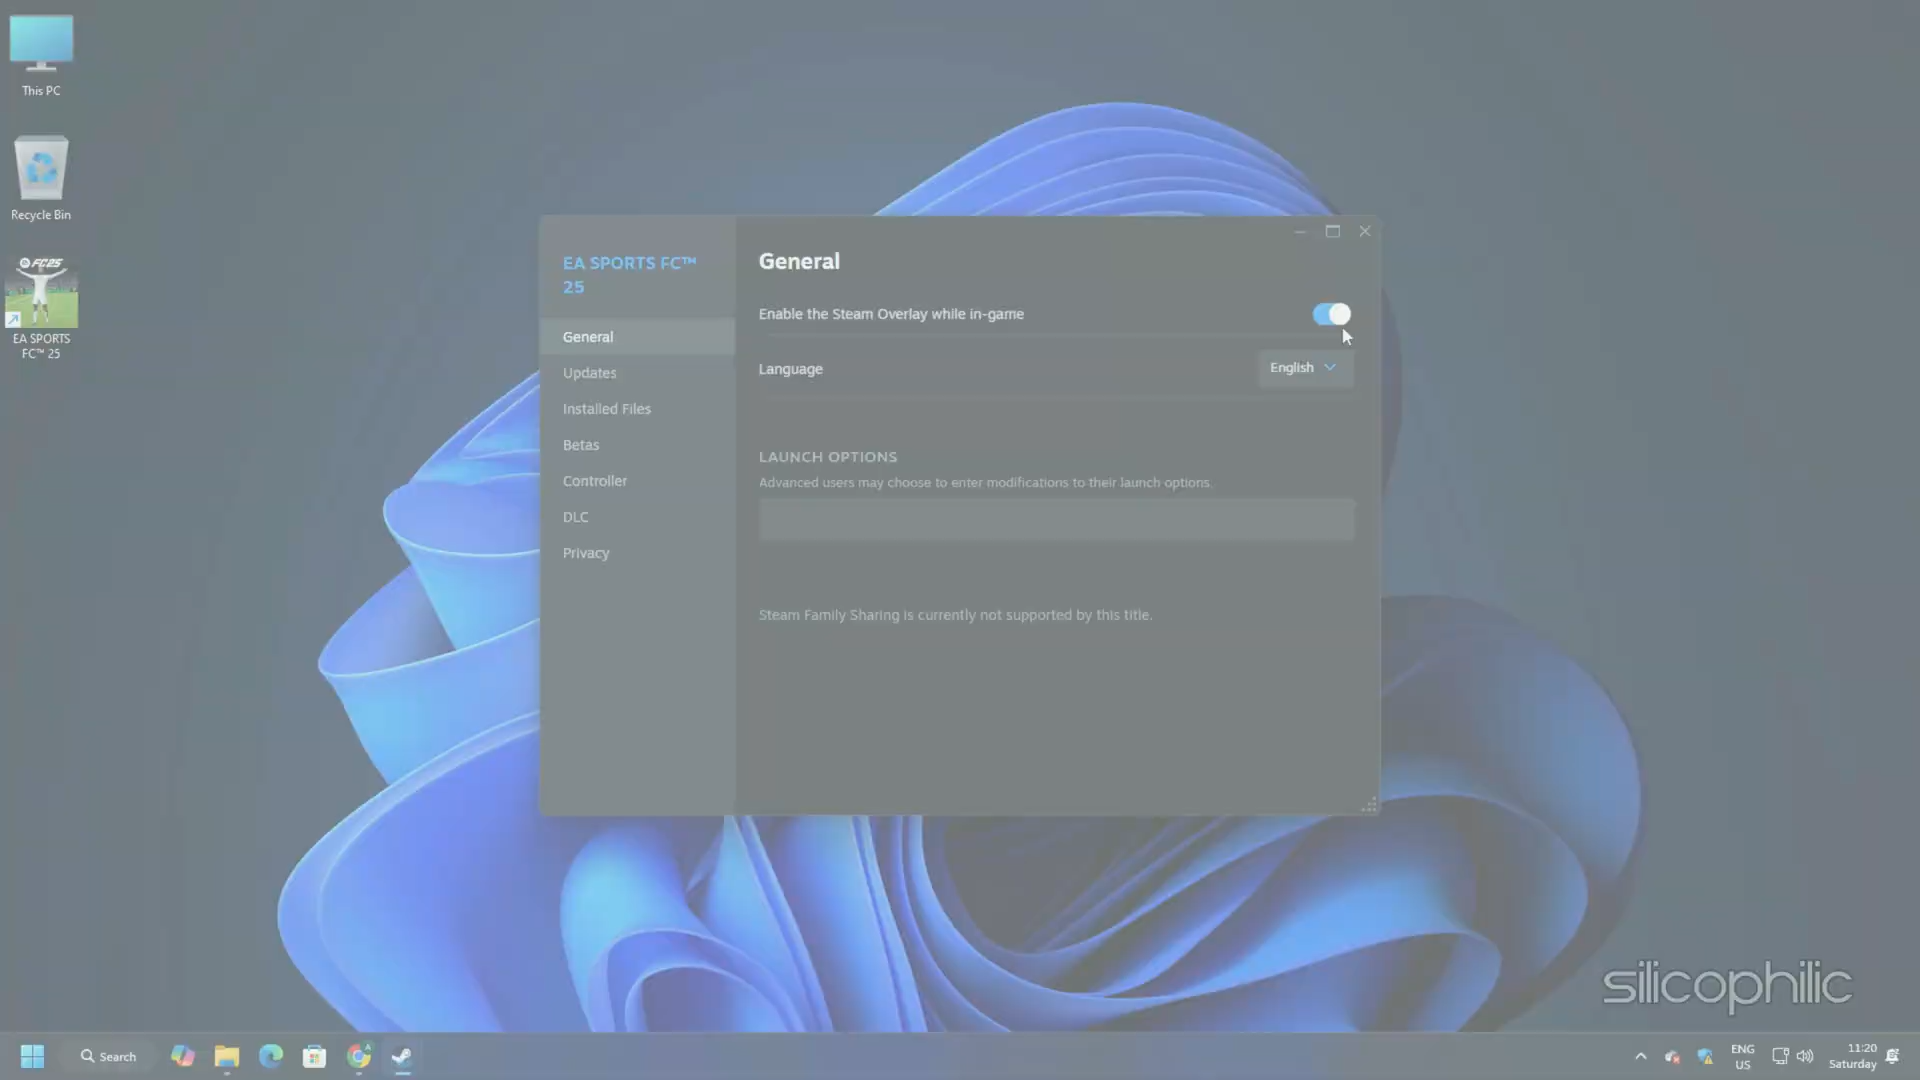 This PC
Recycle Bin
FC25
EA SPORTS
FC™ 25
EA SPORTS FC™
25
General
Updates
Installed Files
Betas
Controller
DLC
Privacy
General
Enable the Steam Overlay while in-game
Language
English
LAUNCH OPTIONS
Advanced users may choose to enter modifications to their launch options.
Steam Family Sharing is currently not supported by this title.
silicophilic
Search
A
ENG
US
11:20
Saturday